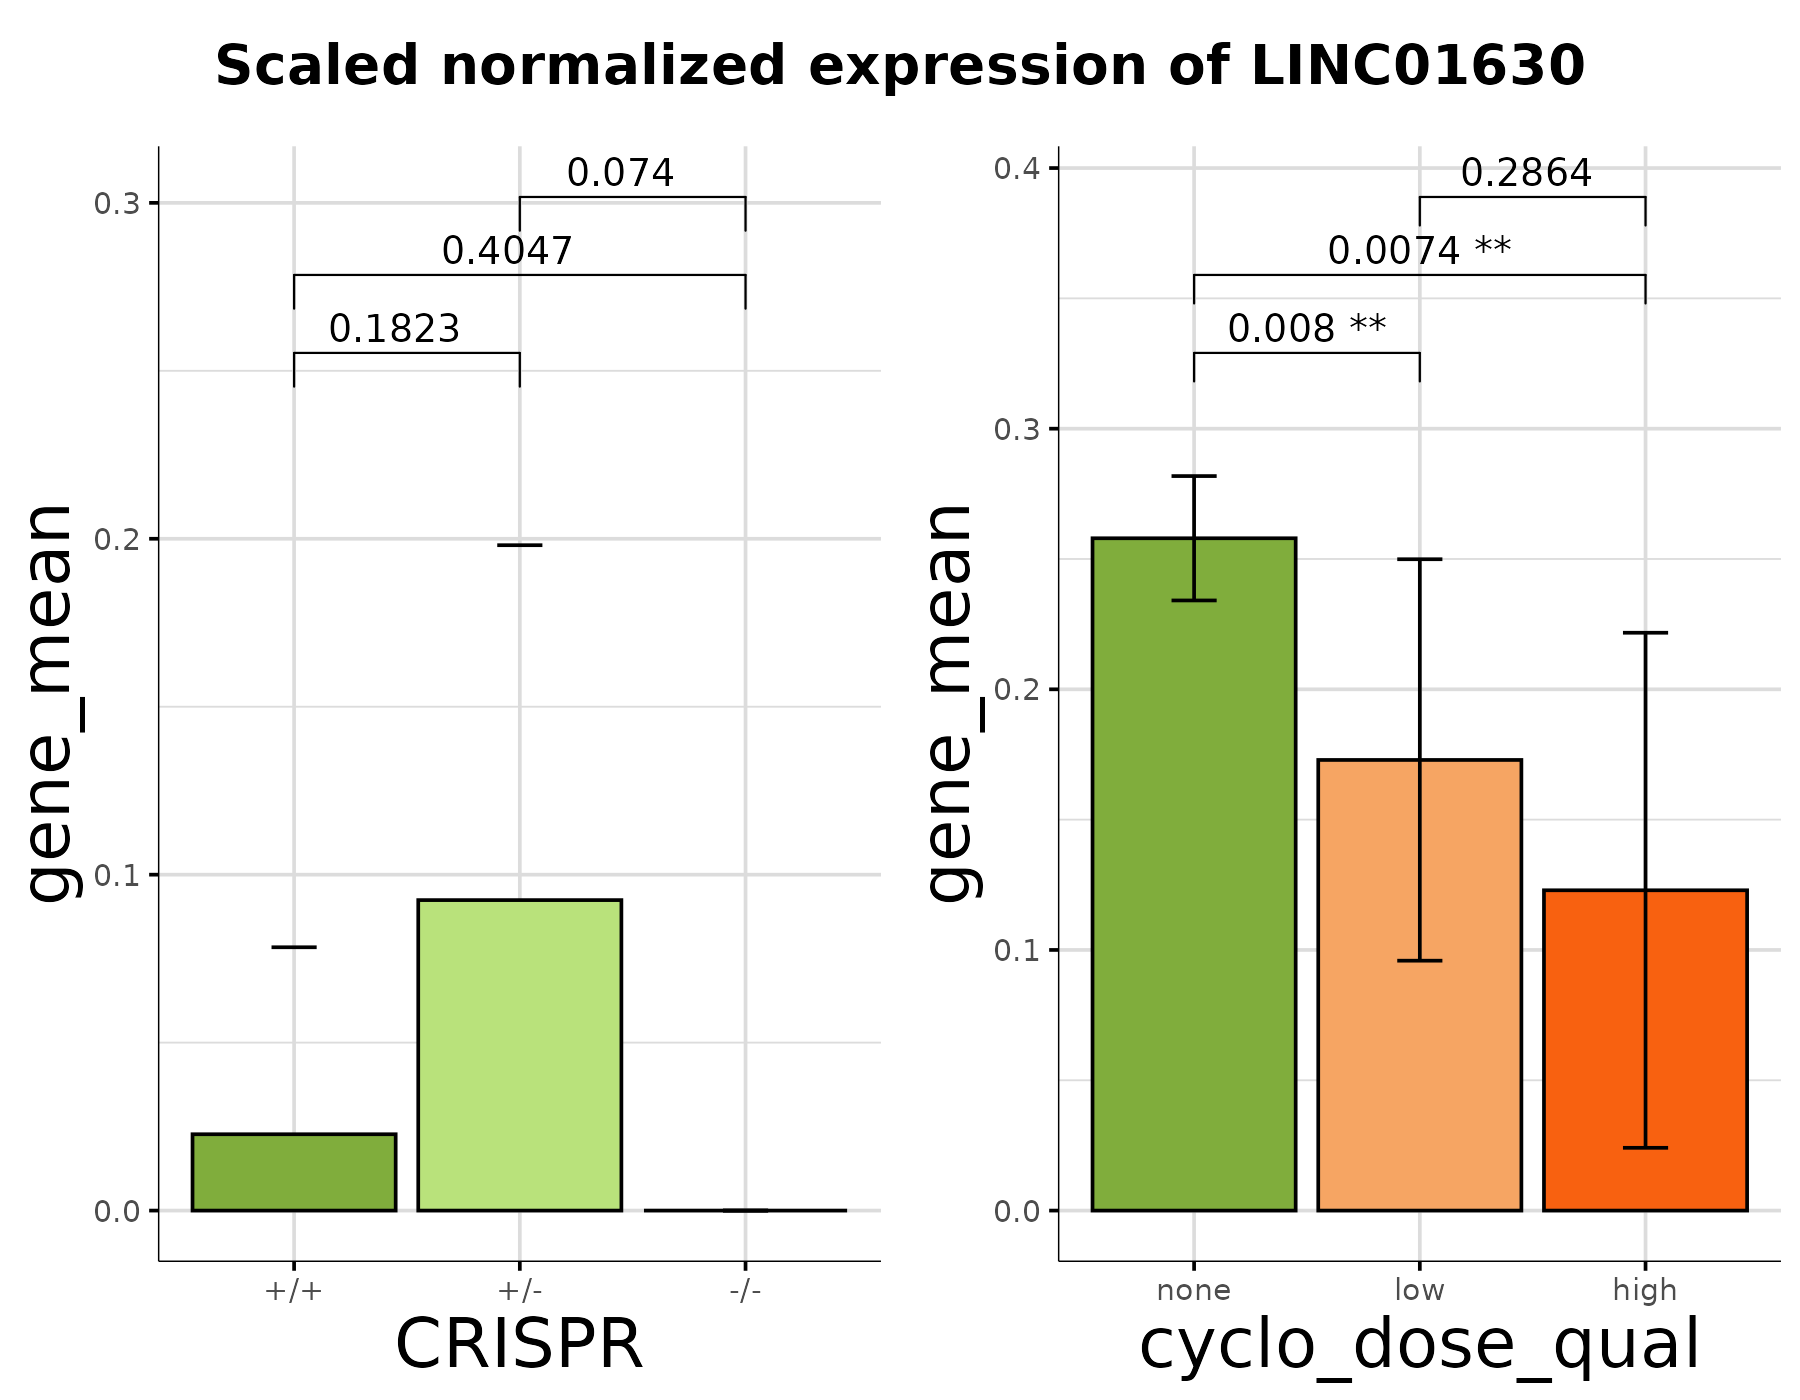 Scaled normalized expression of LINC01630
gene_mean
0.3
0.2
0.1
0.0
0.074
0.4047
0.1823
+/+
+/-
-/-
CRISPR
gene_mean
0.4
0.3
0.2
0.1
0.0
0.2864
0.0074 **
0.008 **
none
low
high
cyclo_dose_qual